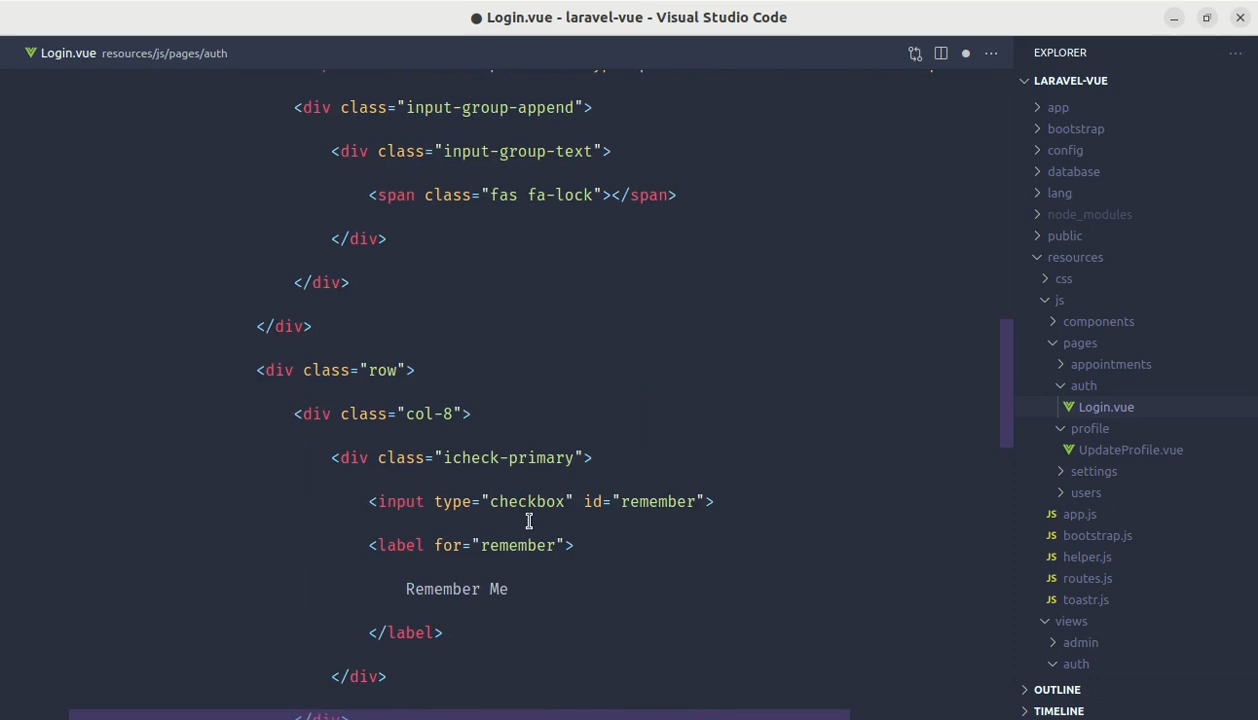 ● Login.vue - laravel-vue - Visual Studio Code
Login.vue resources/js/pages/auth
<div class="input-group-append">
<div class="input-group-text">
<span class="fas fa-lock"></span>
</div>
</div>
</div>
<div class="row">
<div class="col-8">
<div class="icheck-primary">
<input type="checkbox" id="remember">
<label for="remember">
Remember Me
</label>
</div>
</div>
EXPLORER
LARAVEL-VUE
app
bootstrap
config
database
lang
node_modules
public
resources
css
js
components
pages
appointments
auth
Login.vue
profile
UpdateProfile.vue
settings
users
JS app.js
JS bootstrap.js
JS helper.js
JS routes.js
JS toastr.js
views
admin
auth
OUTLINE
TIMELINE